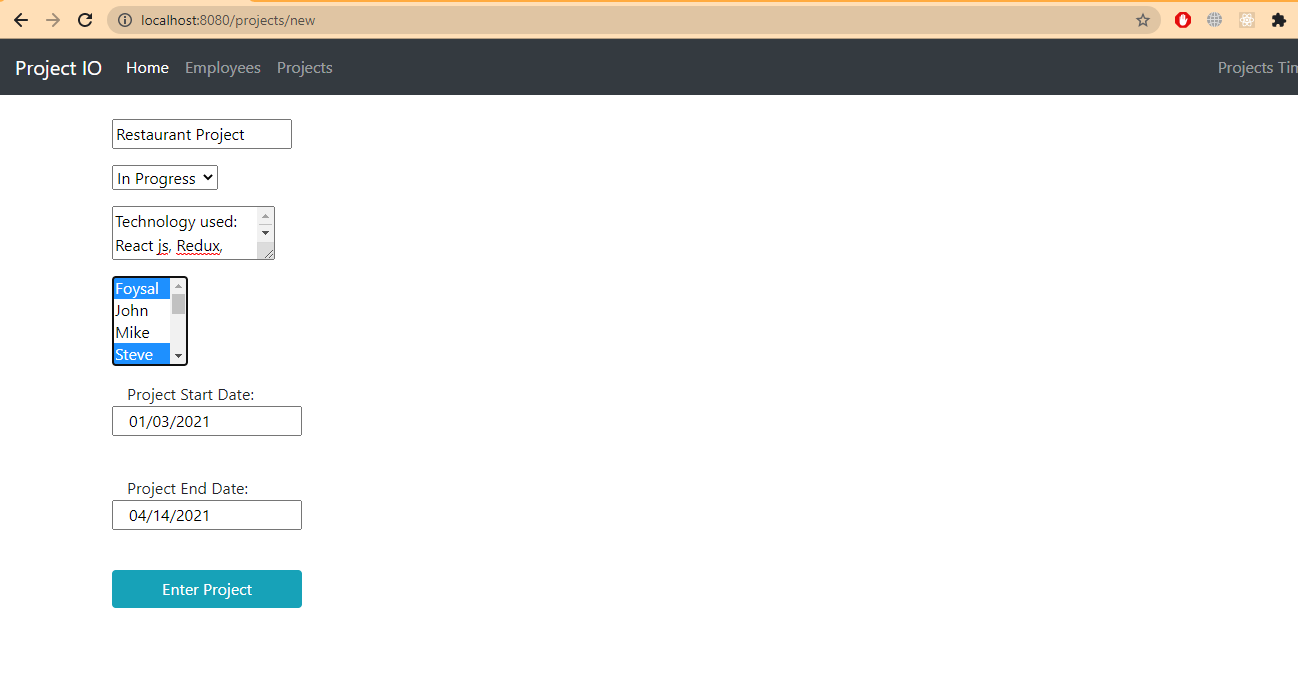 localhost:8080/projects/new
Project IO Home Employees Projects Projects Tim
Restaurant Project
In Progress
Technology used:
React js, Redux,
Foysal
John
Mike
Steve
Project Start Date:
01/03/2021
Project End Date:
04/14/2021
Enter Project